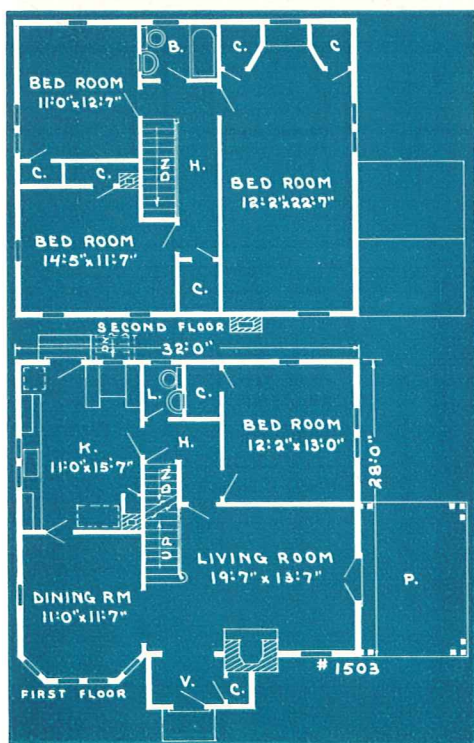 B.
C.
C
BED ROOM
11'0"x12'7"
H.
DN
C.
C.
BED ROOM
12'2"x22'7"
BED ROOM
14'5"x11'7"
C.
SECOND FLOOR
DN
32'0"
L.
C.
BED ROOM
12'2"x13'0"
K.
11'0"x15'7"
H.
28'0"
DN
UP
LIVING ROOM
19'7"x13'7"
P.
DINING RM
11'0"x11'7"
#1503
FIRST FLOOR
V.
C.